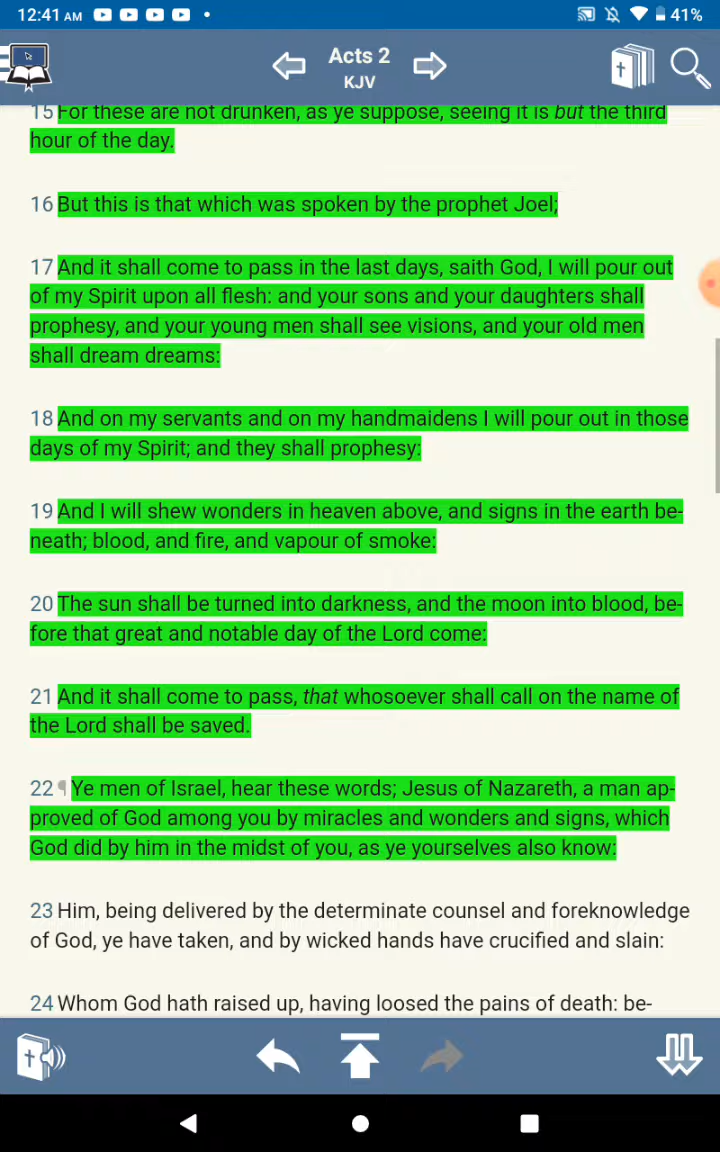 12:41 AM
41%
Acts 2
KJV
15 For these are not drunken, as ye suppose, seeing it is but the third
hour of the day.
16 But this is that which was spoken by the prophet Joel;
17 And it shall come to pass in the last days, saith God, I will pour out
of my Spirit upon all flesh: and your sons and your daughters shall
prophesy, and your young men shall see visions, and your old men
shall dream dreams:
18 And on my servants and on my handmaidens I will pour out in those
days of my Spirit; and they shall prophesy:
19 And I will shew wonders in heaven above, and signs in the earth be-
neath; blood, and fire, and vapour of smoke:
20 The sun shall be turned into darkness, and the moon into blood, be-
fore that great and notable day of the Lord come:
21 And it shall come to pass, that whosoever shall call on the name of
the Lord shall be saved.
22 ¶ Ye men of Israel, hear these words; Jesus of Nazareth, a man ap-
proved of God among you by miracles and wonders and signs, which
God did by him in the midst of you, as ye yourselves also know:
23 Him, being delivered by the determinate counsel and foreknowledge
of God, ye have taken, and by wicked hands have crucified and slain:
24 Whom God hath raised up, having loosed the pains of death: be-